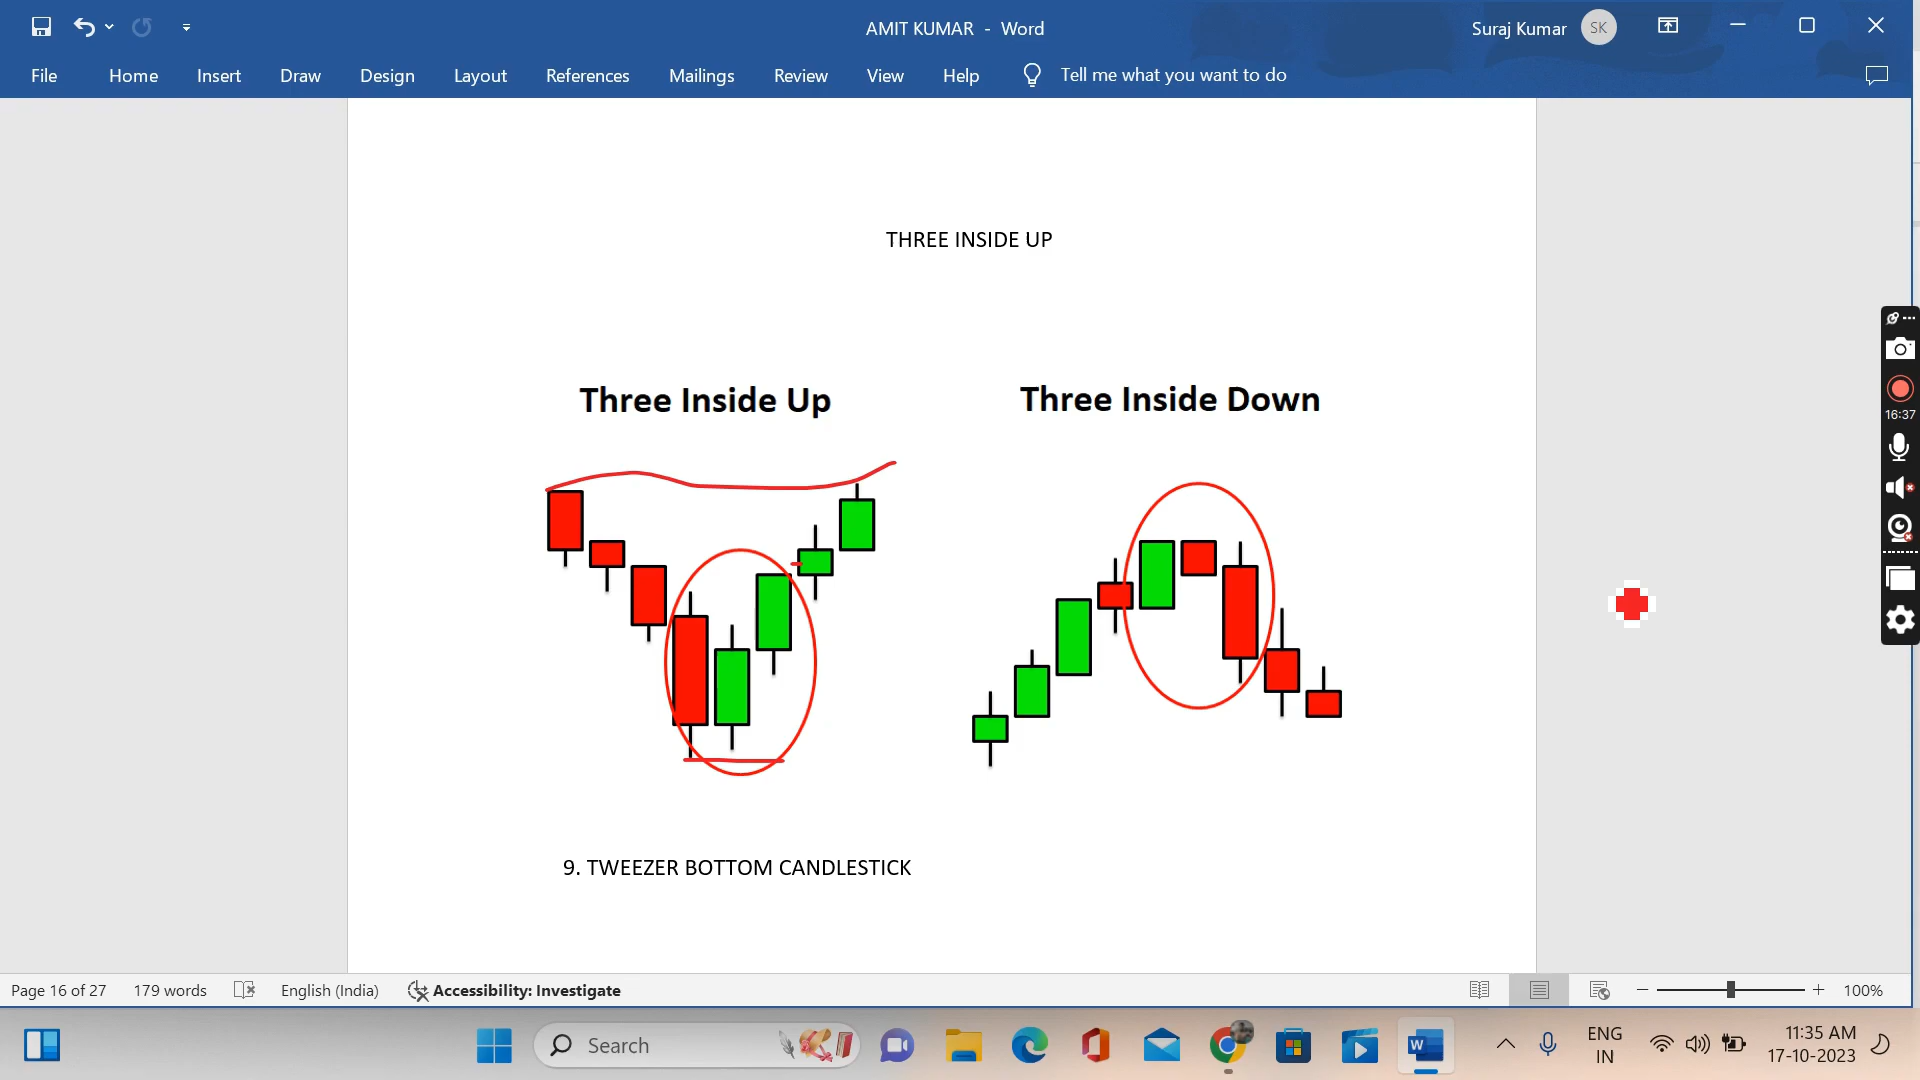 AMIT KUMAR - Word
Suraj Kumar SK
File Home Insert Draw Design Layout References Mailings Review View Help Tell me what you want to do
THREE INSIDE UP
Three Inside Up Three Inside Down
16:37
9. TWEEZER BOTTOM CANDLESTICK
Page 16 of 27 179 words English (India) Accessibility: Investigate 100%
Search
W
ENG
IN
11:35 AM
17-10-2023